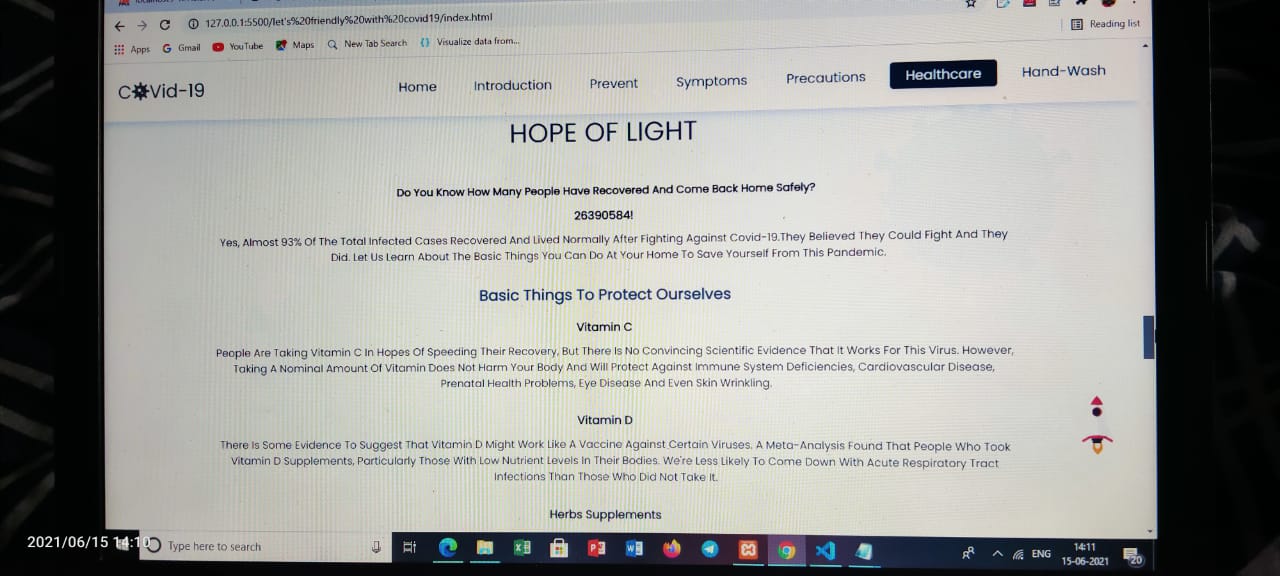 127.0.0.1:5500/let's%20friendly%20with%20covid19/index.html
Apps Gmail YouTube Maps New Tab Search Visualize data from... Reading list
COVid-19 Home Introduction Prevent Symptoms Precautions Healthcare Hand-Wash
HOPE OF LIGHT
Do You Know How Many People Have Recovered And Come Back Home Safely?
26390584!
Yes, Almost 93% Of The Total Infected Cases Recovered And Lived Normally After Fighting Against Covid-19.They Believed They Could Fight And They
Did. Let Us Learn About The Basic Things You Can Do At Your Home To Save Yourself From This Pandemic.
Basic Things To Protect Ourselves
Vitamin C
People Are Taking Vitamin C In Hopes Of Speeding Their Recovery, But There Is No Convincing Scientific Evidence That It Works For This Virus. However,
Taking A Nominal Amount Of Vitamin Does Not Harm Your Body And Will Protect Against Immune System Deficiencies, Cardiovascular Disease,
Prenatal Health Problems, Eye Disease And Even Skin Wrinkling.
Vitamin D
There Is Some Evidence To Suggest That Vitamin D Might Work Like A Vaccine Against Certain Viruses. A Meta-Analysis Found That People Who Took
Vitamin D Supplements, Particularly Those With Low Nutrient Levels In Their Bodies. We're Less Likely To Come Down With Acute Respiratory Tract
Infections Than Those Who Did Not Take It.
Herbs Supplements
2021/06/15 14:10
Type here to search
ENG
14:11
15-06-2021
20